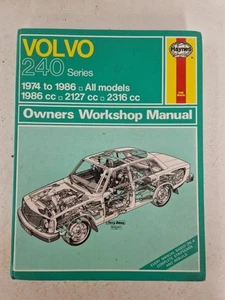 VOLVO
Haynes
240 Series
1974 to 1986 □ All models
1986 cc □ 2127 cc □ 2316 cc
Owners Workshop Manual